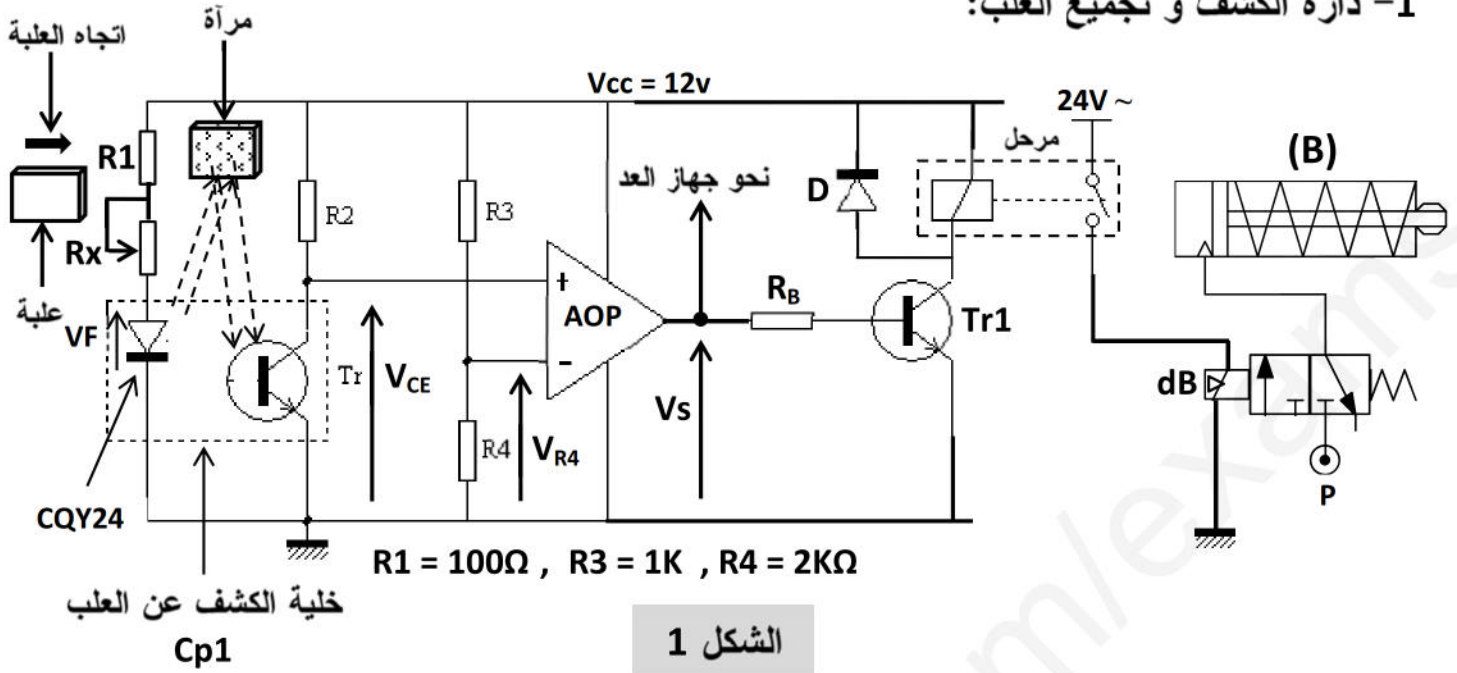 1- دارة الكشف و تجميع العلب:
مرآة
اتجاه العلبة
Vcc = 12v
24V ~
مرحل
(B)
R1
نحو جهاز العد
D
R2
R3
Rx
+
AOP
-
RB
Tr1
علبة
VF
Tr
VCE
Vs
dB
R4
VR4
P
CQY24
R1 = 100Ω , R3 = 1K , R4 = 2KΩ
خلية الكشف عن العلب
Cp1
الشكل 1
m/exams